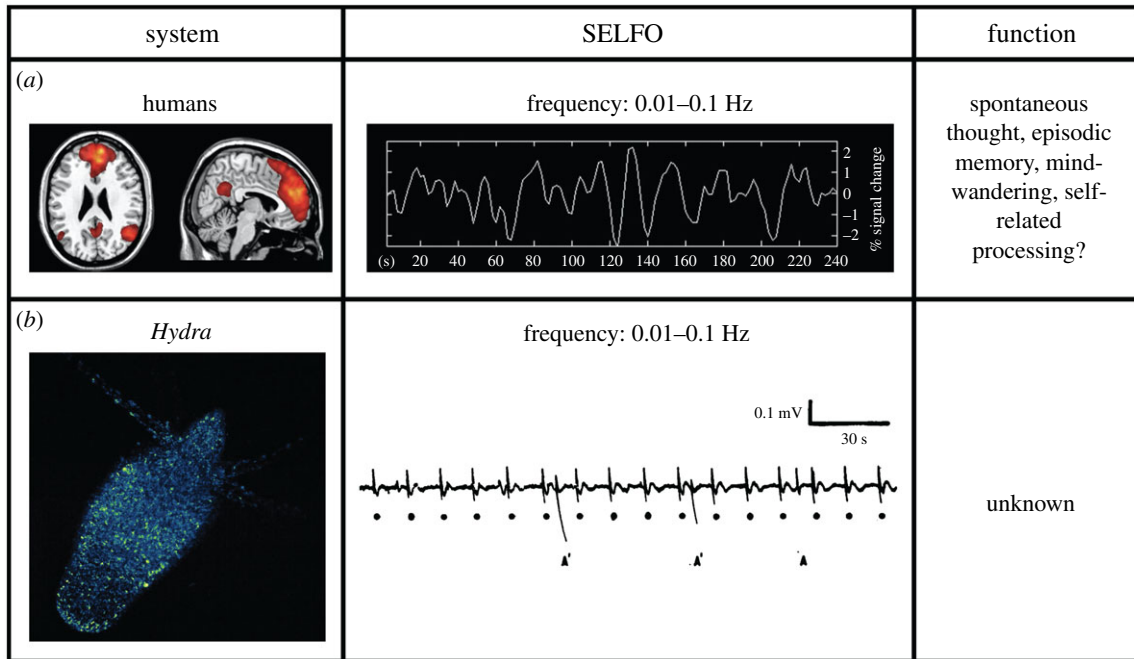 system
SELFO
function
(a)
humans
frequency: 0.01–0.1 Hz
2
1
0
−1
−2
% signal change
(s) 20 40 60 80 100 120 140 160 180 200 220 240
spontaneous
thought, episodic
memory, mind-
wandering, self-
related
processing?
(b)
Hydra
frequency: 0.01–0.1 Hz
0.1 mV
30 s
A' A' A
unknown